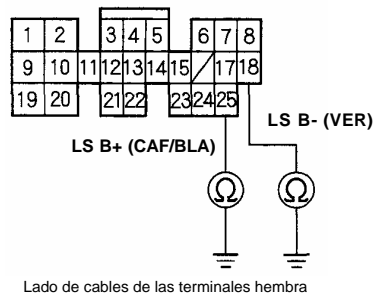 1 2 3 4 5 6 7 8
9 10 11 12 13 14 15 17 18
19 20 21 22 23 24 25
LS B- (VER)
LS B+ (CAF/BLA)
Ω Ω
Lado de cables de las terminales hembra